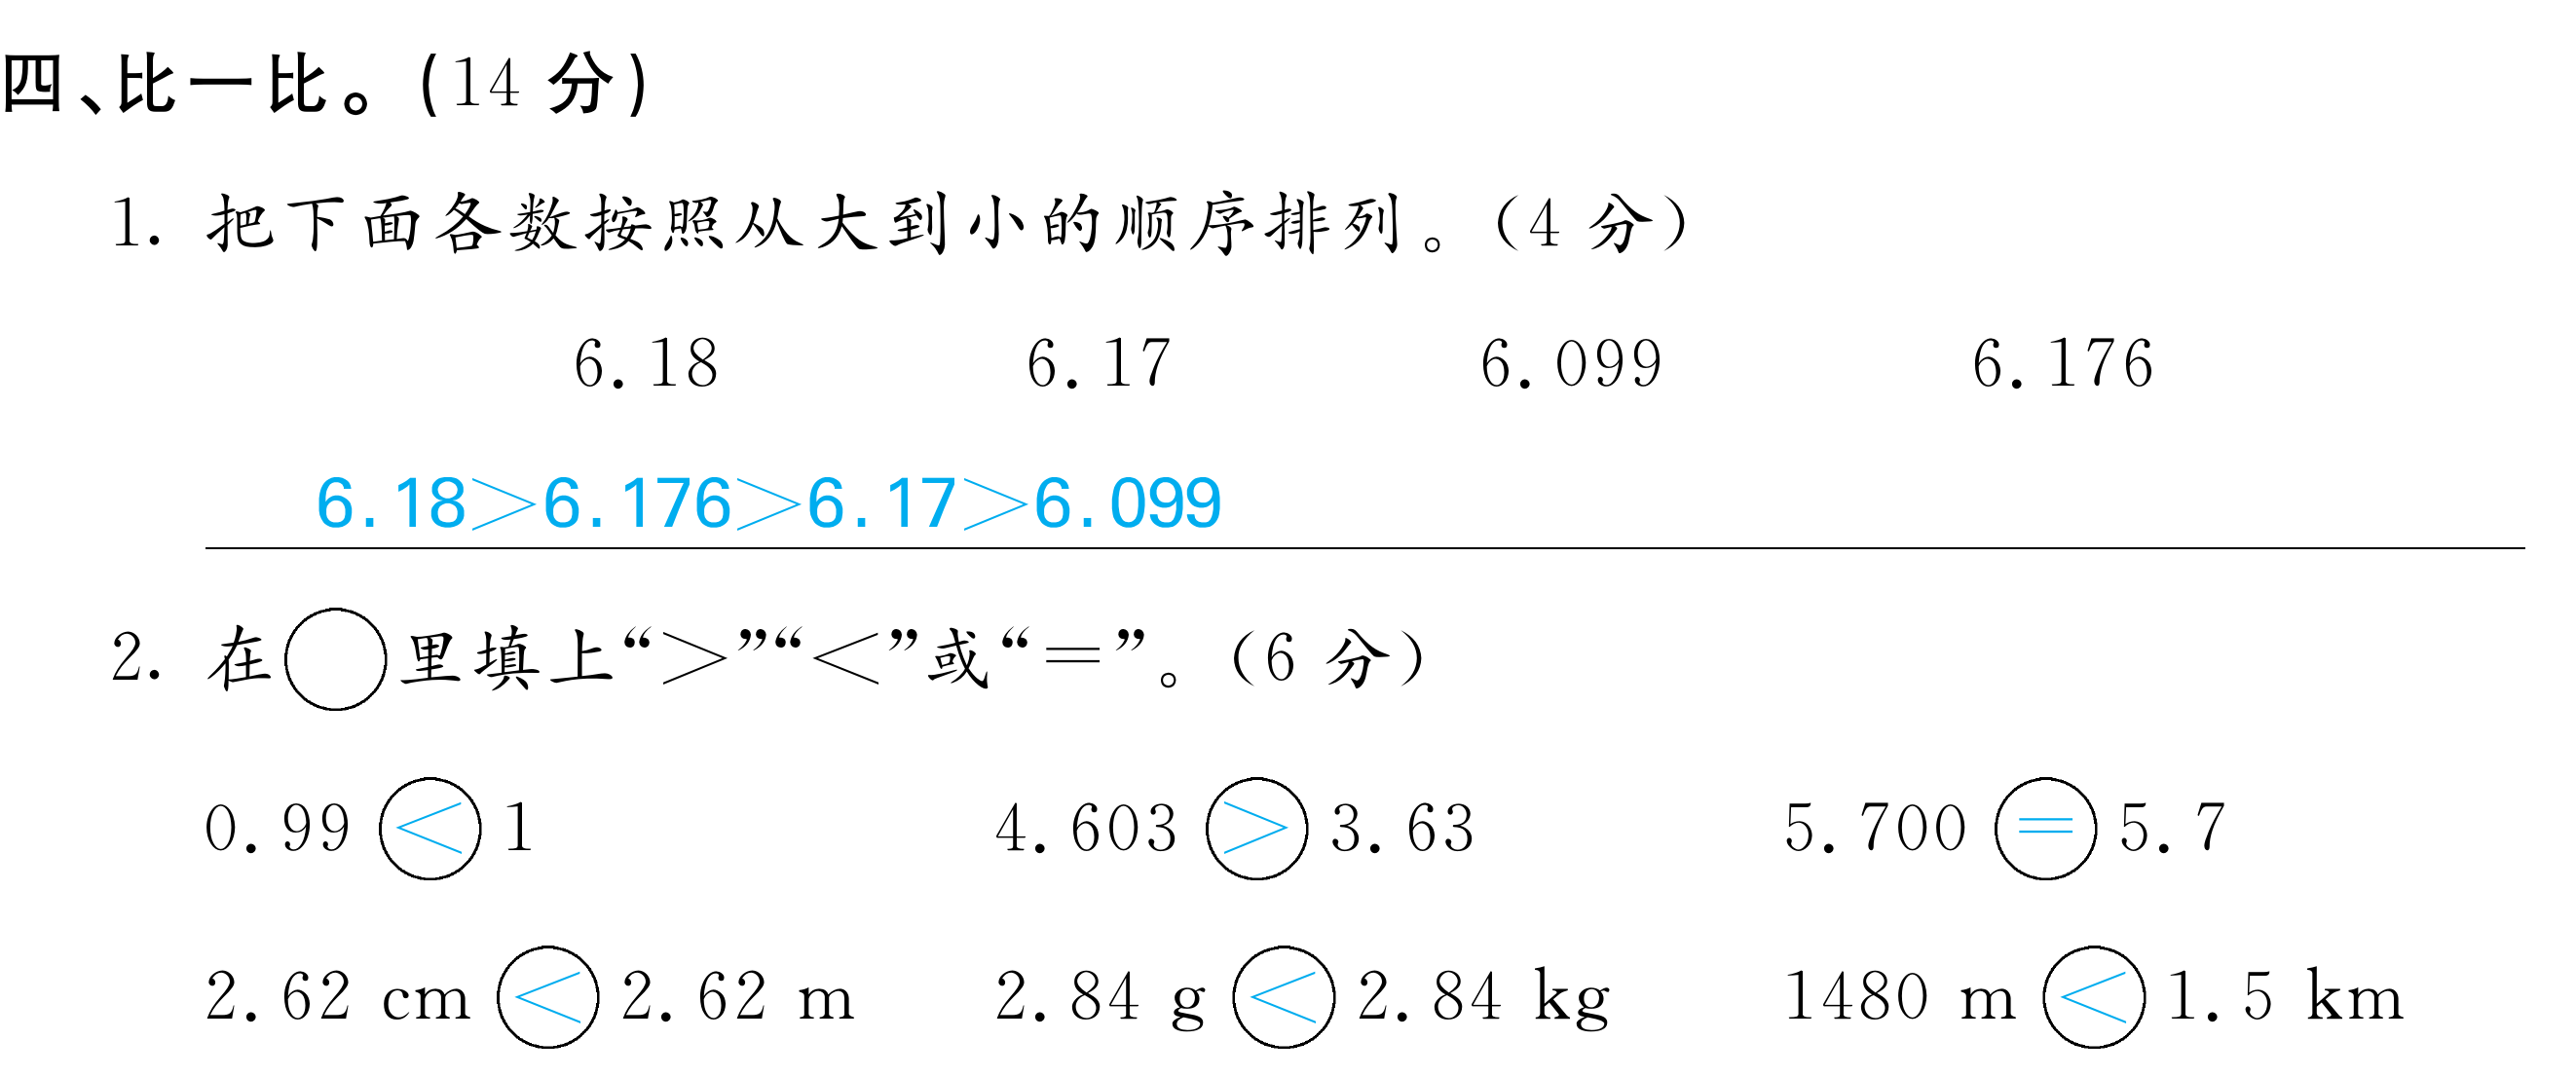 四、比一比。(14 分)
1. 把下面各数按照从大到小的顺序排列。(4 分)
6.18 6.17 6.099 6.176
6.18>6.176>6.17>6.099
2. 在○里填上“>”“<”或“=”。(6 分)
0.99 < 1 4.603 > 3.63 5.700 = 5.7
2.62 cm < 2.62 m 2.84 g < 2.84 kg 1480 m < 1.5 km